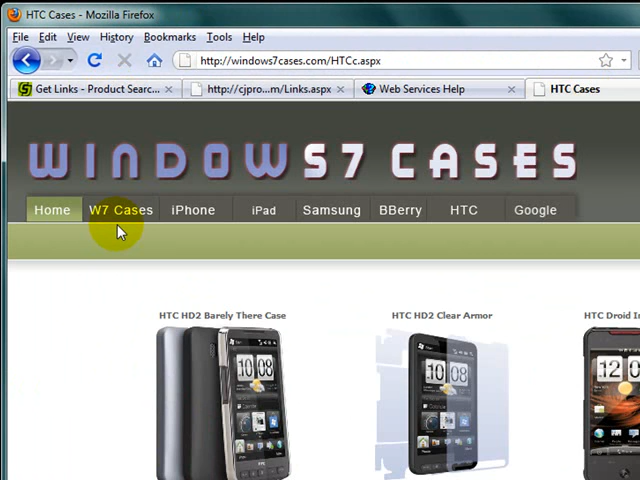 HTC Cases - Mozilla Firefox
File Edit View History Bookmarks Tools Help
http://windows7cases.com/HTCc.aspx
Get Links - Product Searc... http://cjpro...m/Links.aspx Web Services Help HTC Cases
WINDOWS7 CASES
Home W7 Cases iPhone iPad Samsung BBerry HTC Google
HTC HD2 Barely There Case HTC HD2 Clear Armor HTC Droid In
10 08 10 08